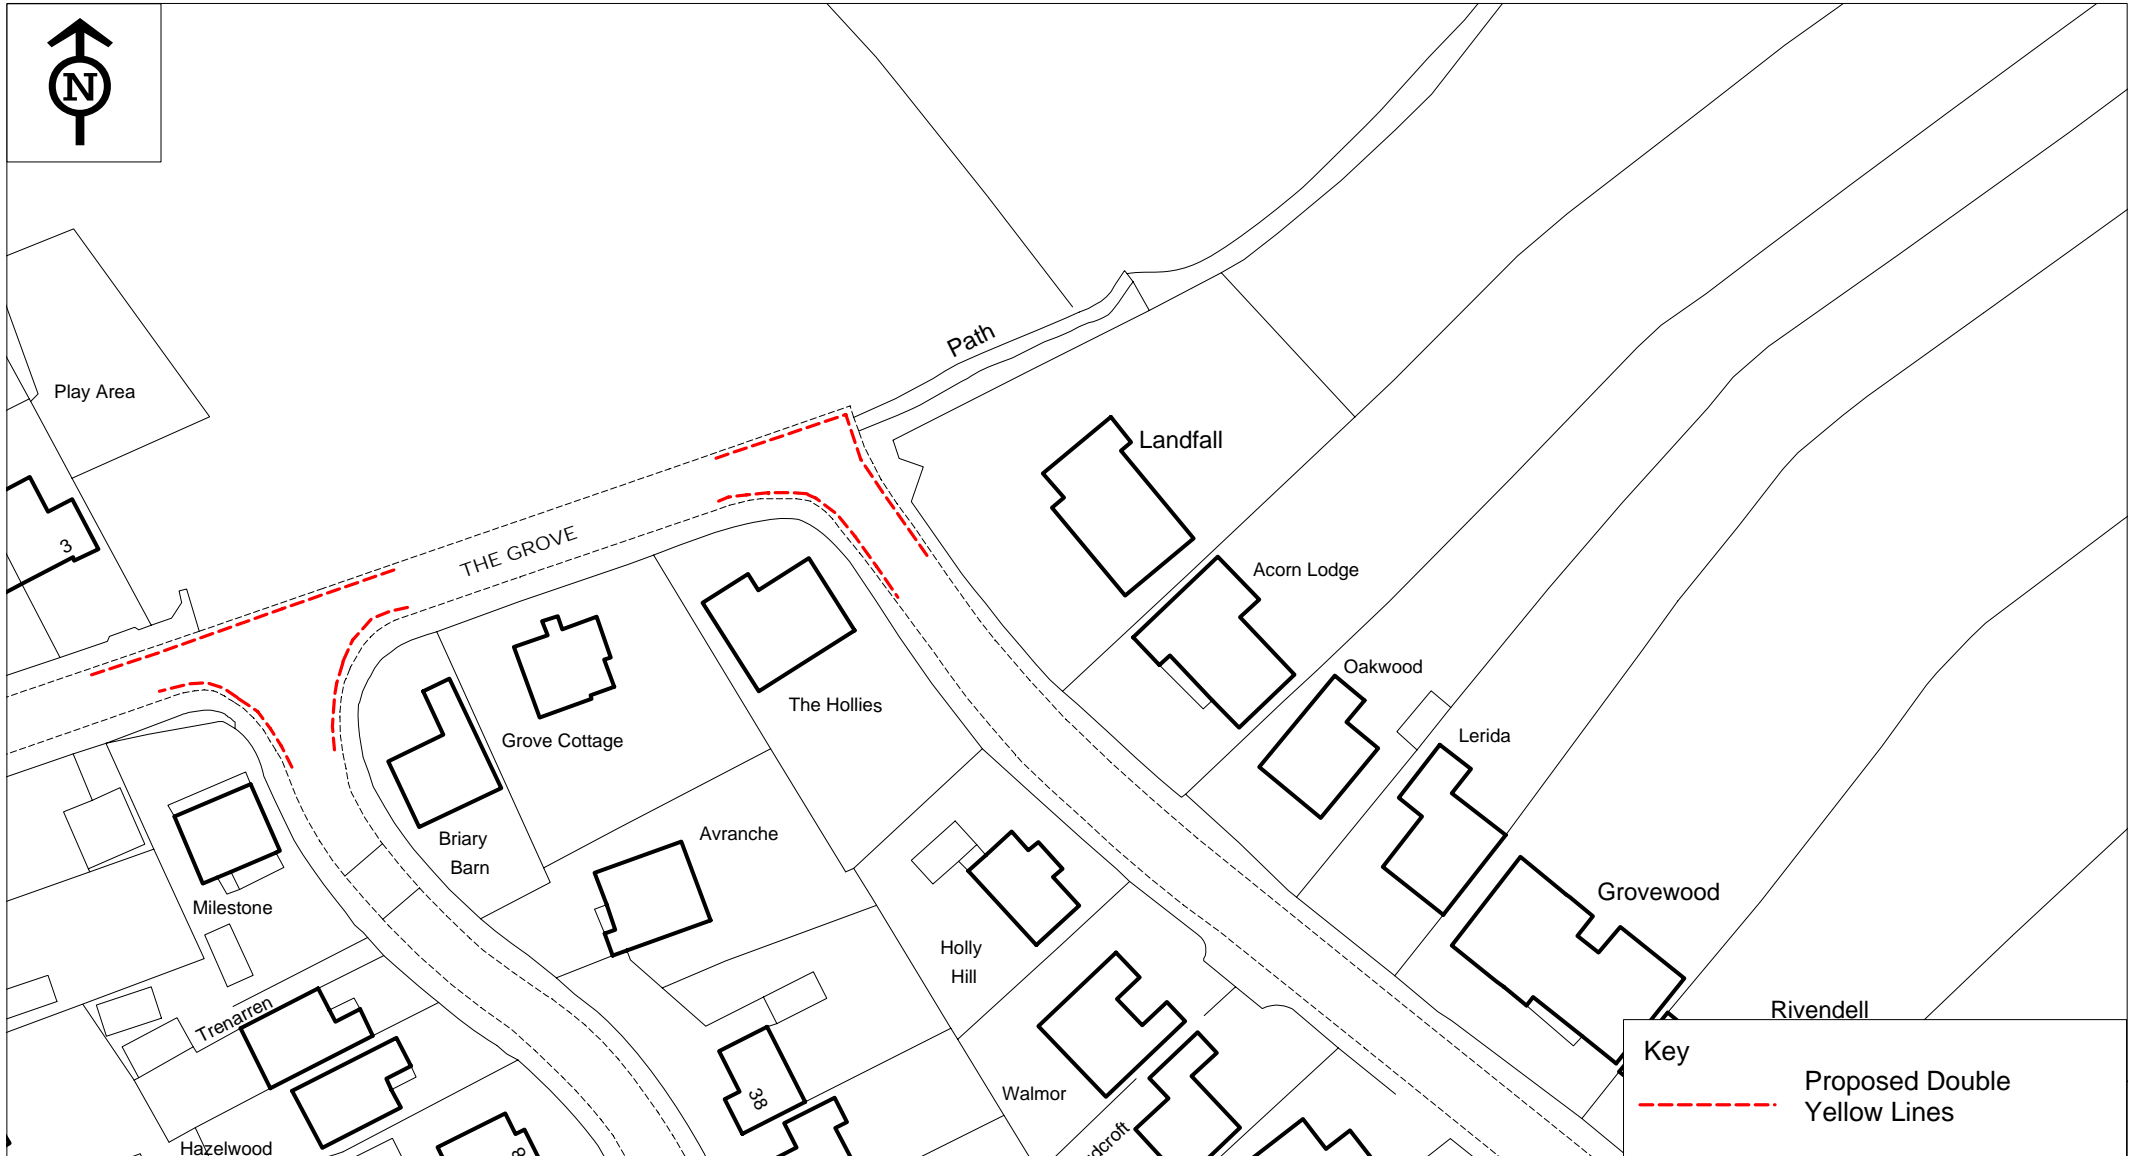 N
Path
Play Area
Landfall
3
THE GROVE
Acorn Lodge
Oakwood
The Hollies
Grove Cottage
Lerida
Briary
Barn
Avranche
Milestone
Grovewood
Holly
Hill
Trenarren
Rivendell
Key
Proposed Double
Yellow Lines
38
Walmor
Hazelwood